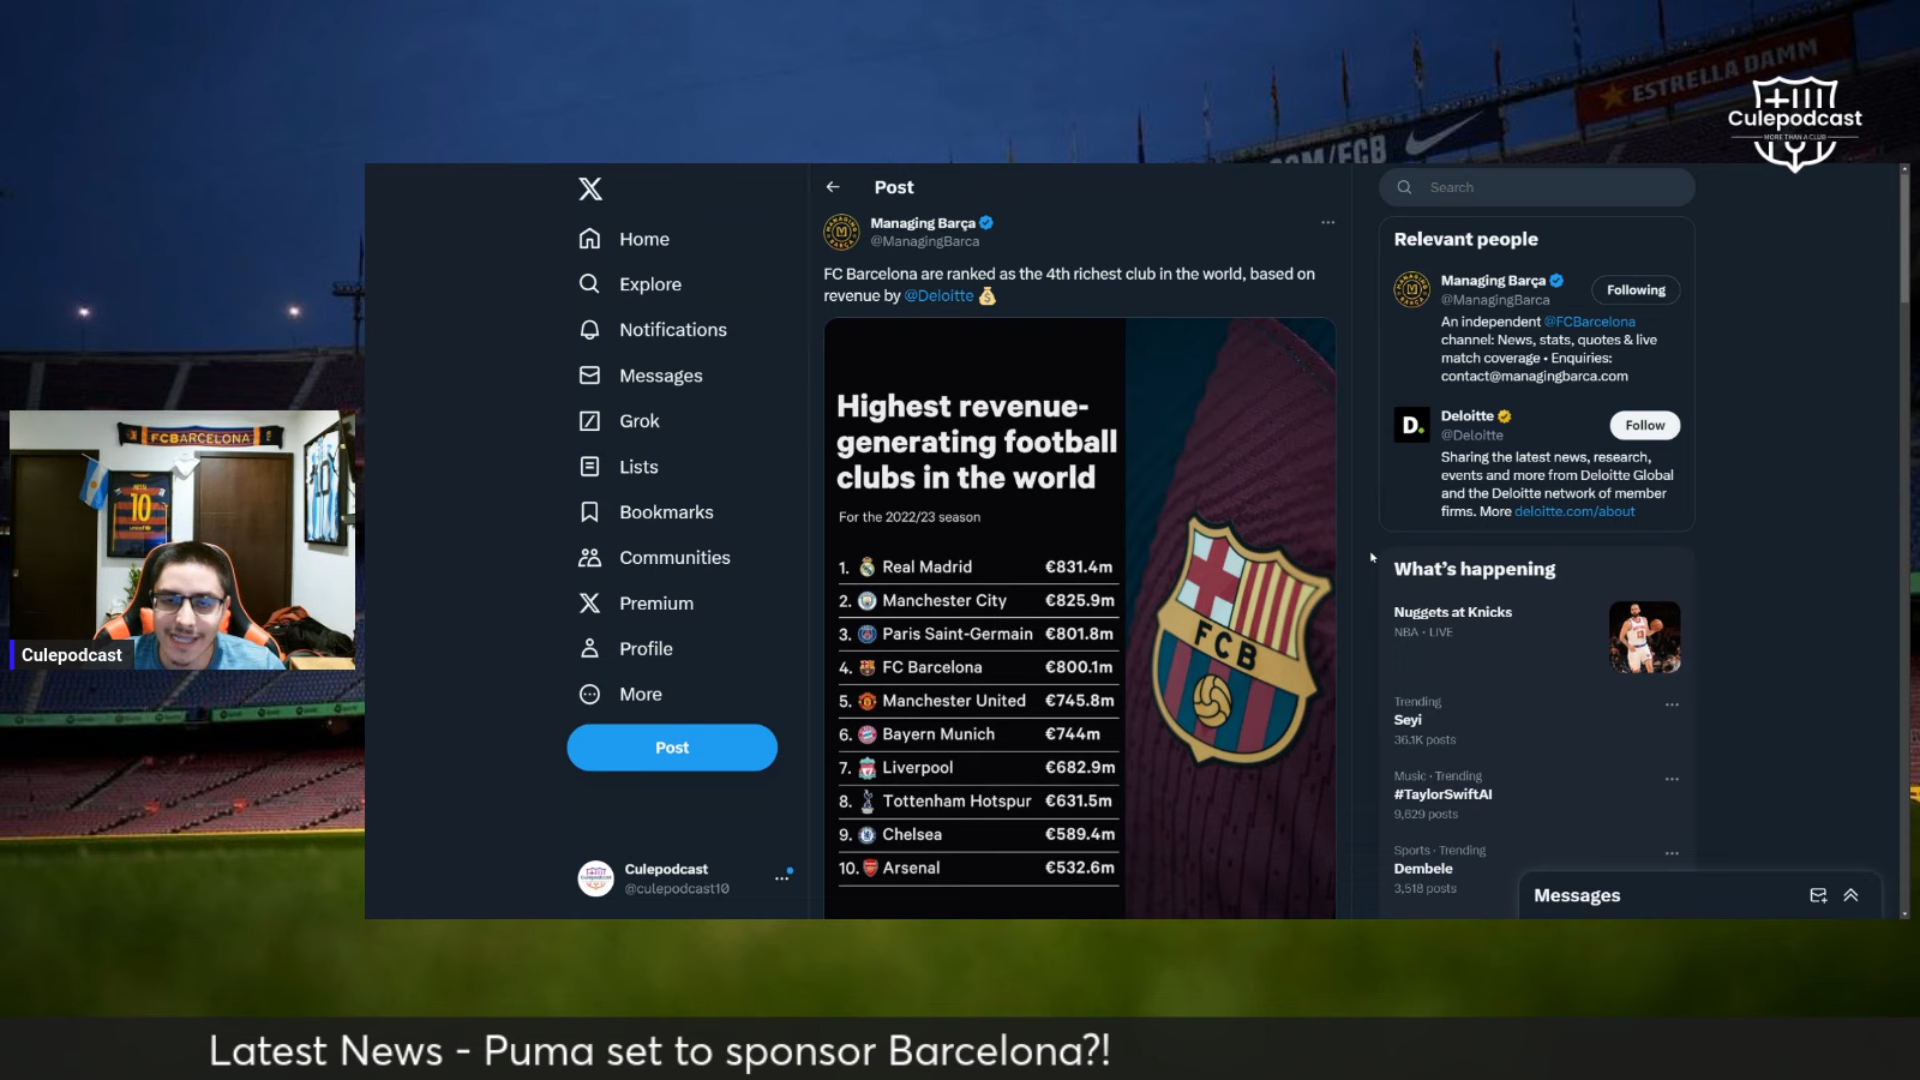 ESTRELLA DAMM
Culepodcast
MORE THAN A CLUB
COM/FCB
FCBARCELONA
MESSI
10
unicef
10
Culepodcast
Home
Explore
Notifications
Messages
Grok
Lists
Bookmarks
Communities
Premium
Profile
More
Post
Culepodcast
@culepodcast10
Post
Managing Barça
@ManagingBarca
FC Barcelona are ranked as the 4th richest club in the world, based on
revenue by @Deloitte 💰
Highest revenue-
generating football
clubs in the world
For the 2022/23 season
1. Real Madrid €831.4m
2. Manchester City €825.9m
3. Paris Saint-Germain €801.8m
4. FC Barcelona €800.1m
5. Manchester United €745.8m
6. Bayern Munich €744m
7. Liverpool €682.9m
8. Tottenham Hotspur €631.5m
9. Chelsea €589.4m
10. Arsenal €532.6m
FCB
Search
Relevant people
Managing Barça
@ManagingBarca
Following
An independent @FCBarcelona
channel: News, stats, quotes & live
match coverage • Enquiries:
contact@managingbarca.com
D.
Deloitte
@Deloitte
Follow
Sharing the latest news, research,
events and more from Deloitte Global
and the Deloitte network of member
firms. More deloitte.com/about
What's happening
Nuggets at Knicks
NBA · LIVE
Trending
Seyi
36.1K posts
Music · Trending
#TaylorSwiftAI
9,629 posts
Sports · Trending
Dembele
3,518 posts
Messages
Latest News - Puma set to sponsor Barcelona?!